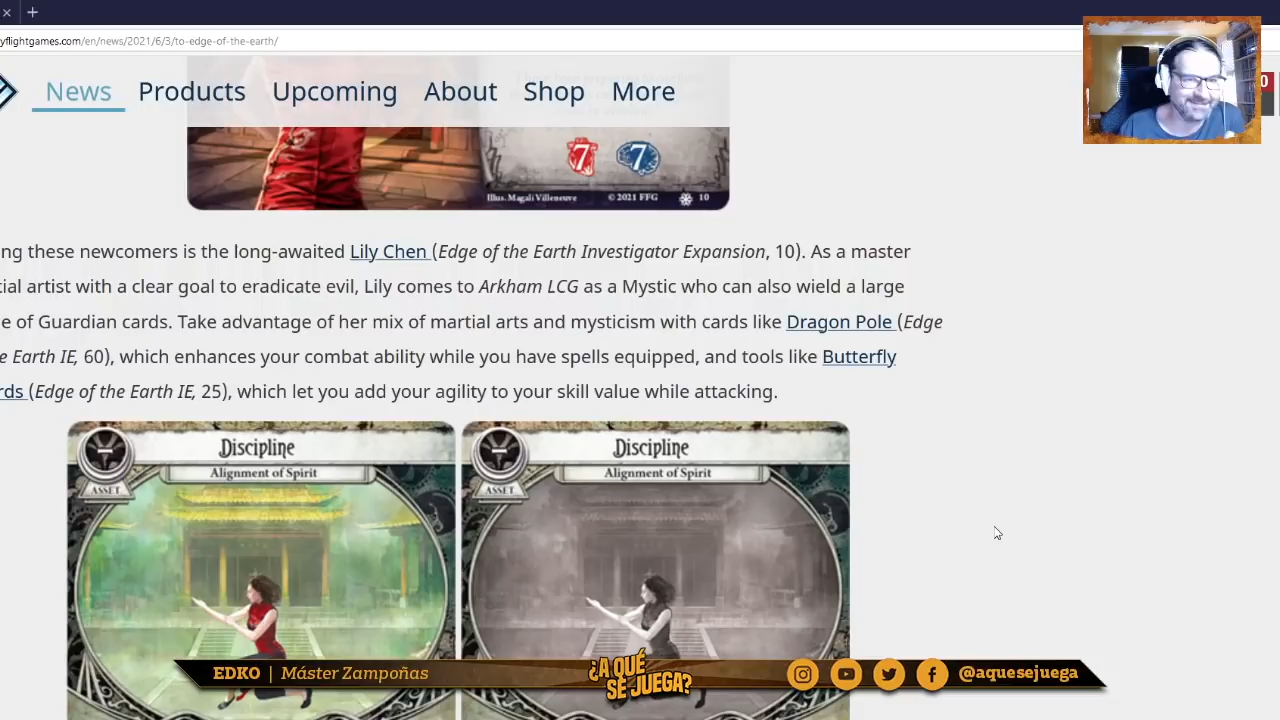 yflightgames.com/en/news/2021/6/3/to-edge-of-the-earth/
News Products Upcoming About Shop More
0
7 7
Illus. Magali Villeneuve © 2021 FFG 10
ng these newcomers is the long-awaited Lily Chen (Edge of the Earth Investigator Expansion, 10). As a master
ial artist with a clear goal to eradicate evil, Lily comes to Arkham LCG as a Mystic who can also wield a large
e of Guardian cards. Take advantage of her mix of martial arts and mysticism with cards like Dragon Pole (Edge
e Earth IE, 60), which enhances your combat ability while you have spells equipped, and tools like Butterfly
rds (Edge of the Earth IE, 25), which let you add your agility to your skill value while attacking.
Discipline Discipline
Alignment of Spirit Alignment of Spirit
ASSET ASSET
EDKO | Máster Zampoñas
¿A QUÉ
SE JUEGA?
@aquesejuega